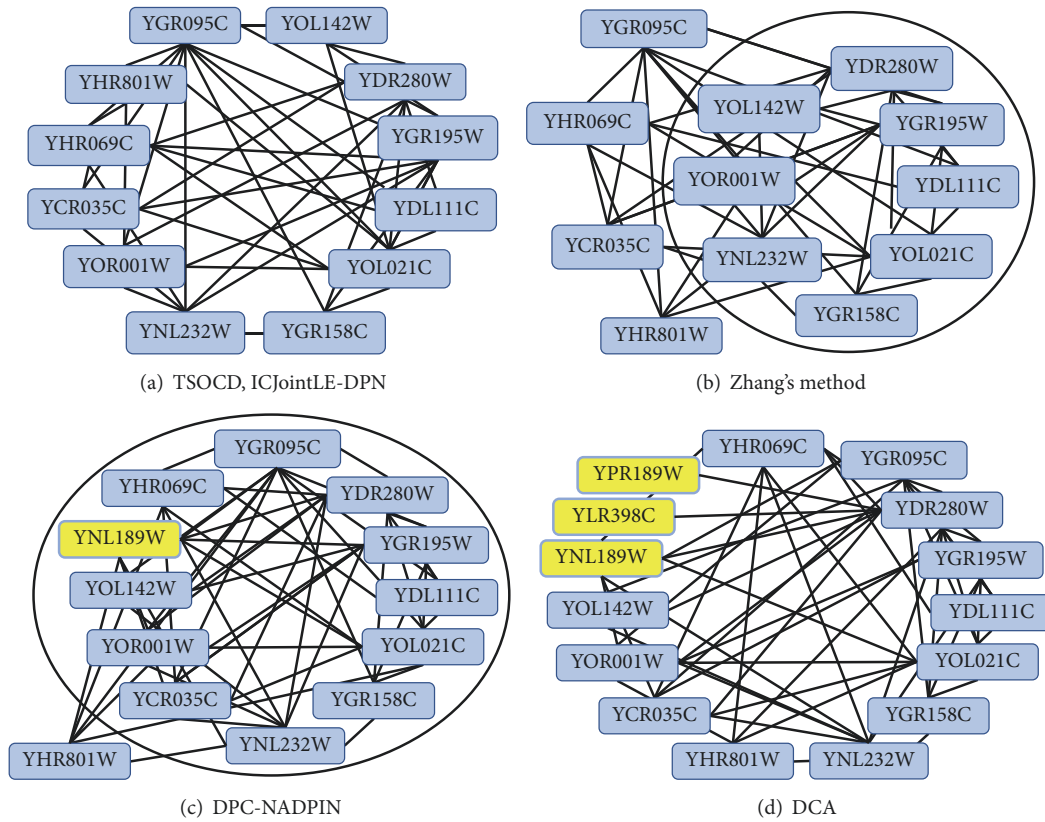 YGR095C YOL142W
YHR801W YDR280W
YHR069C YGR195W
YCR035C YDL111C
YOR001W YOL021C
YNL232W YGR158C
(a) TSOCD, ICJointLE-DPN
YGR095C
YDR280W
YOL142W
YHR069C YGR195W
YOR001W YDL111C
YCR035C YNL232W YOL021C
YGR158C
YHR801W
(b) Zhang's method
YGR095C
YHR069C YDR280W
YNL189W YGR195W
YOL142W YDL111C
YOR001W YOL021C
YCR035C YGR158C
YNL232W
YHR801W
(c) DPC-NADPIN
YHR069C YGR095C
YPR189W
YLR398C YDR280W
YNL189W YGR195W
YOL142W YDL111C
YOR001W YOL021C
YCR035C YGR158C
YHR801W YNL232W
(d) DCA